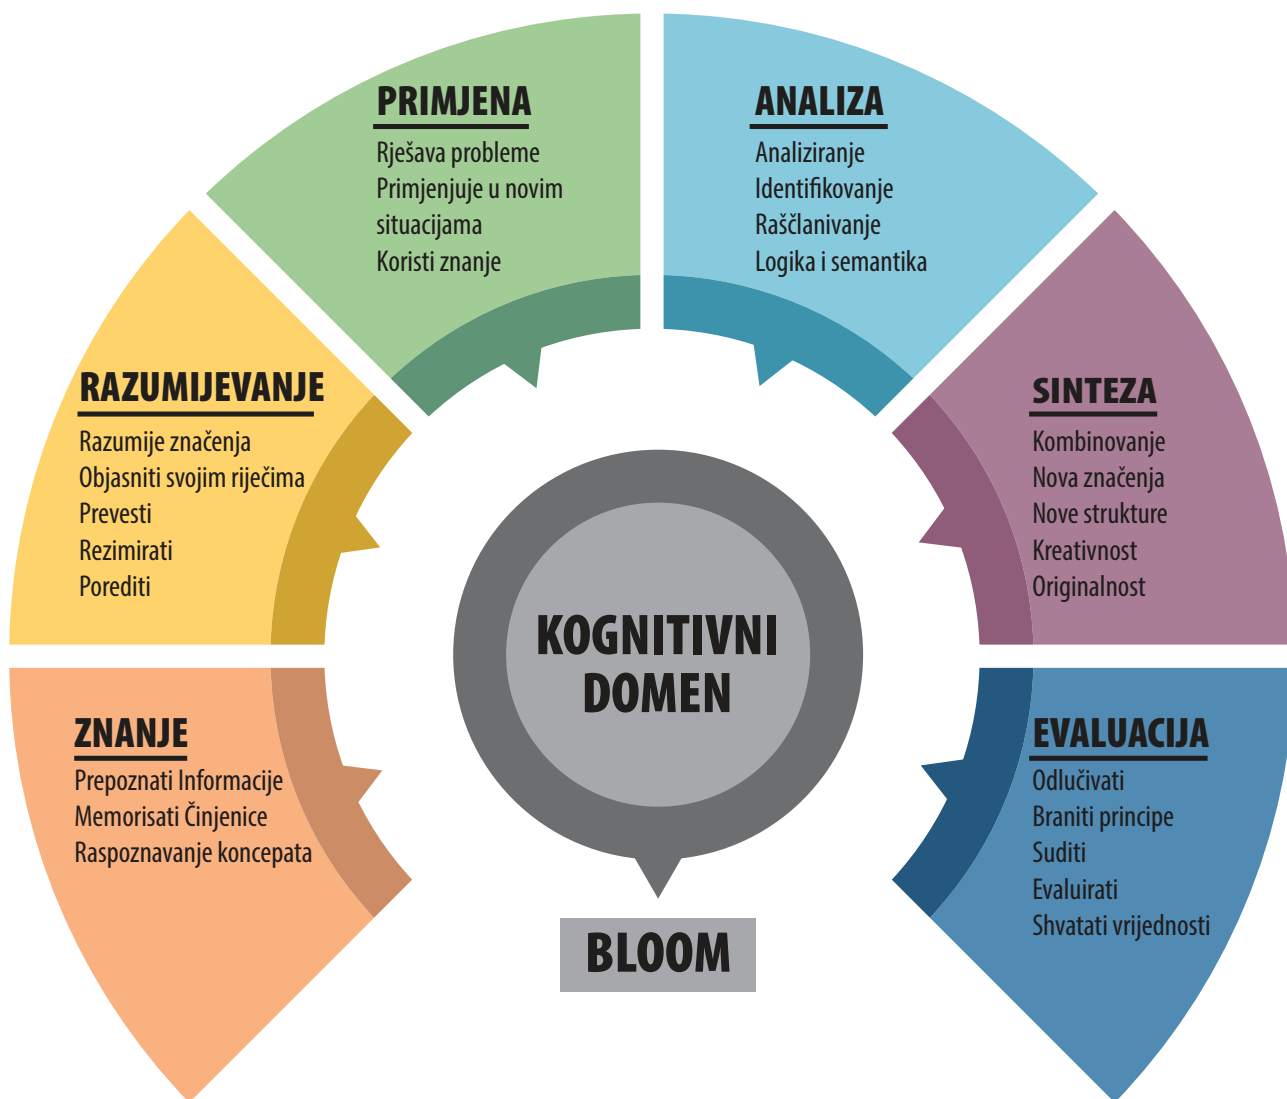 PRIMJENA
Rješava probleme
Primjenjuje u novim
situacijama
Koristi znanje
ANALIZA
Analiziranje
Identifikovanje
Raščlanivanje
Logika i semantika
RAZUMIJEVANJE
Razumije značenja
Objasniti svojim riječima
Prevesti
Rezimirati
Porediti
SINTEZA
Kombinovanje
Nova značenja
Nove strukture
Kreativnost
Originalnost
KOGNITIVNI
DOMEN
ZNANJE
Prepoznati Informacije
Memorisati Činjenice
Raspoznavanje koncepata
EVALUACIJA
Odlučivati
Braniti principe
Suditi
Evaluirati
Shvatati vrijednosti
BLOOM